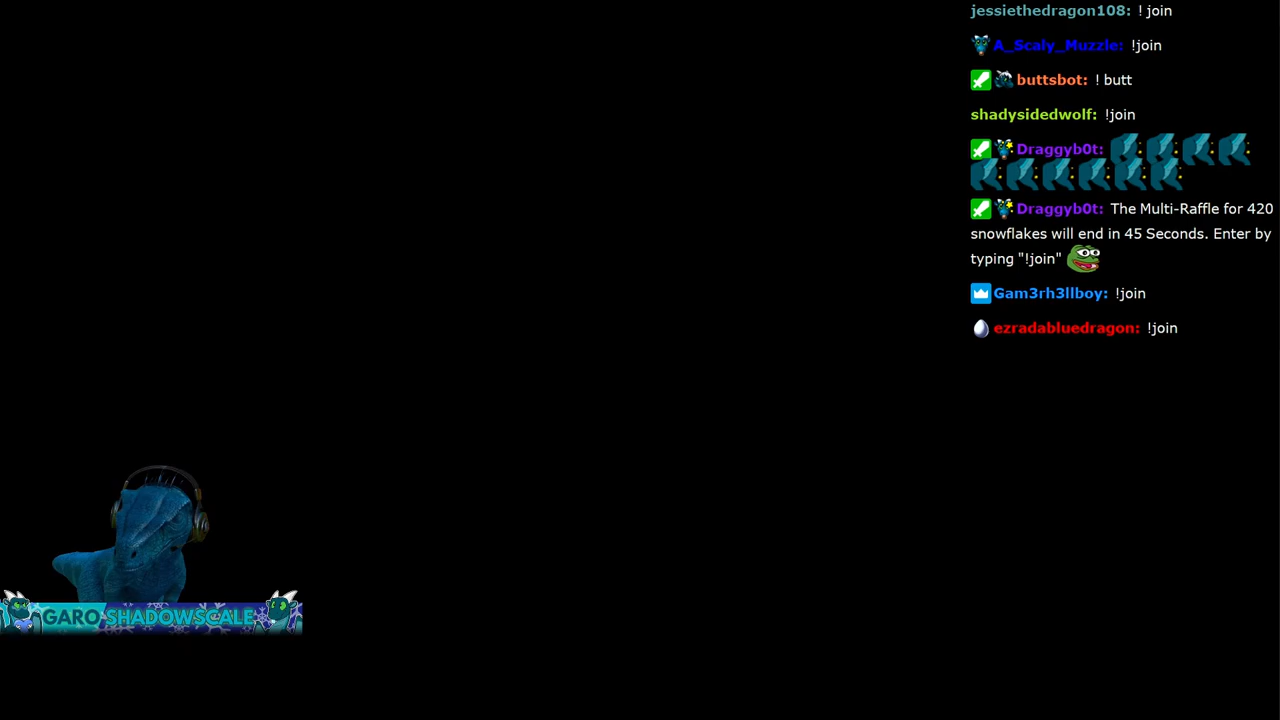 jessiethedragon108: ! join
A_Scaly_Muzzle: !join
buttsbot: ! butt
shadysidedwolf: !join
Draggyb0t:
Draggyb0t: The Multi-Raffle for 420
snowflakes will end in 45 Seconds. Enter by
typing "!join"
Gam3rh3llboy: !join
ezradabluedragon: !join
GARO SHADOWSCALE